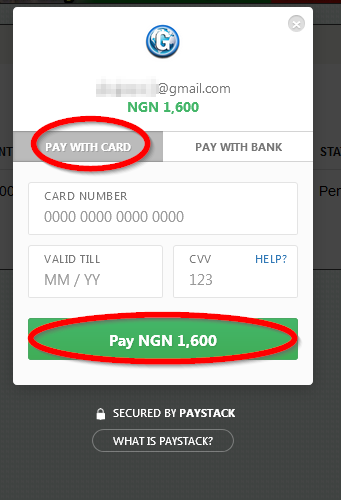 @gmail.com
NGN 1,600
PAY WITH CARD
PAY WITH BANK
NT
STA
00
Per
CARD NUMBER
0000 0000 0000 0000
VALID TILL
CVV
HELP?
MM / YY
123
Pay NGN 1,600
SECURED BY PAYSTACK
WHAT IS PAYSTACK?